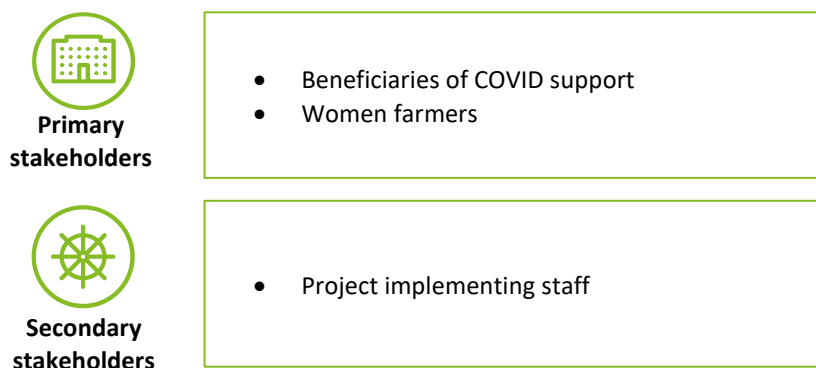 Primary
stakeholders
• Beneficiaries of COVID support
• Women farmers
Secondary
stakeholders
• Project implementing staff